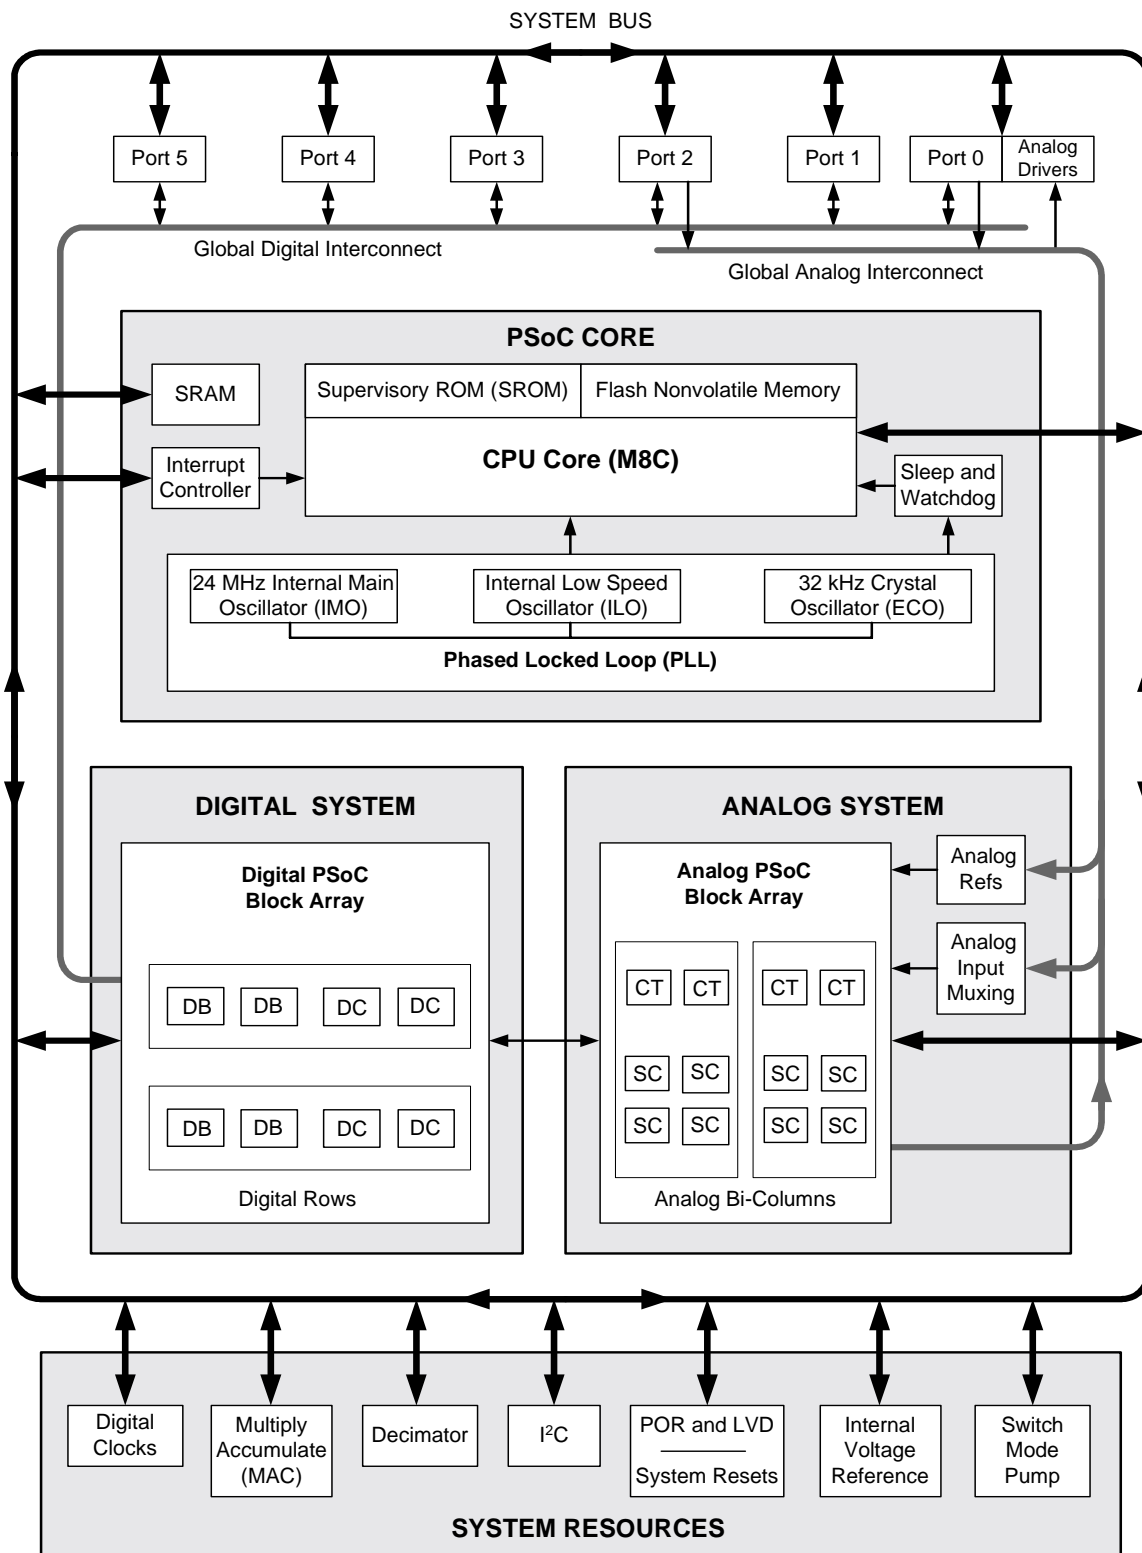 SYSTEM BUS
Port 5
Port 4
Port 3
Port 2
Port 1
Port 0
Analog
Drivers
Global Digital Interconnect
Global Analog Interconnect
PSoC CORE
SRAM
Supervisory ROM (SROM)
Flash Nonvolatile Memory
CPU Core (M8C)
Interrupt
Controller
Sleep and
Watchdog
24 MHz Internal Main
Oscillator (IMO)
Internal Low Speed
Oscillator (ILO)
32 kHz Crystal
Oscillator (ECO)
Phased Locked Loop (PLL)
DIGITAL SYSTEM
Digital PSoC
Block Array
DB DB DC DC
DB DB DC DC
Digital Rows
ANALOG SYSTEM
Analog PSoC
Block Array
CT CT CT CT
SC SC SC SC
SC SC SC SC
Analog Bi-Columns
Analog
Refs
Analog
Input
Muxing
Digital
Clocks
Multiply
Accumulate
(MAC)
Decimator
I²C
POR and LVD
System Resets
Internal
Voltage
Reference
Switch
Mode
Pump
SYSTEM RESOURCES